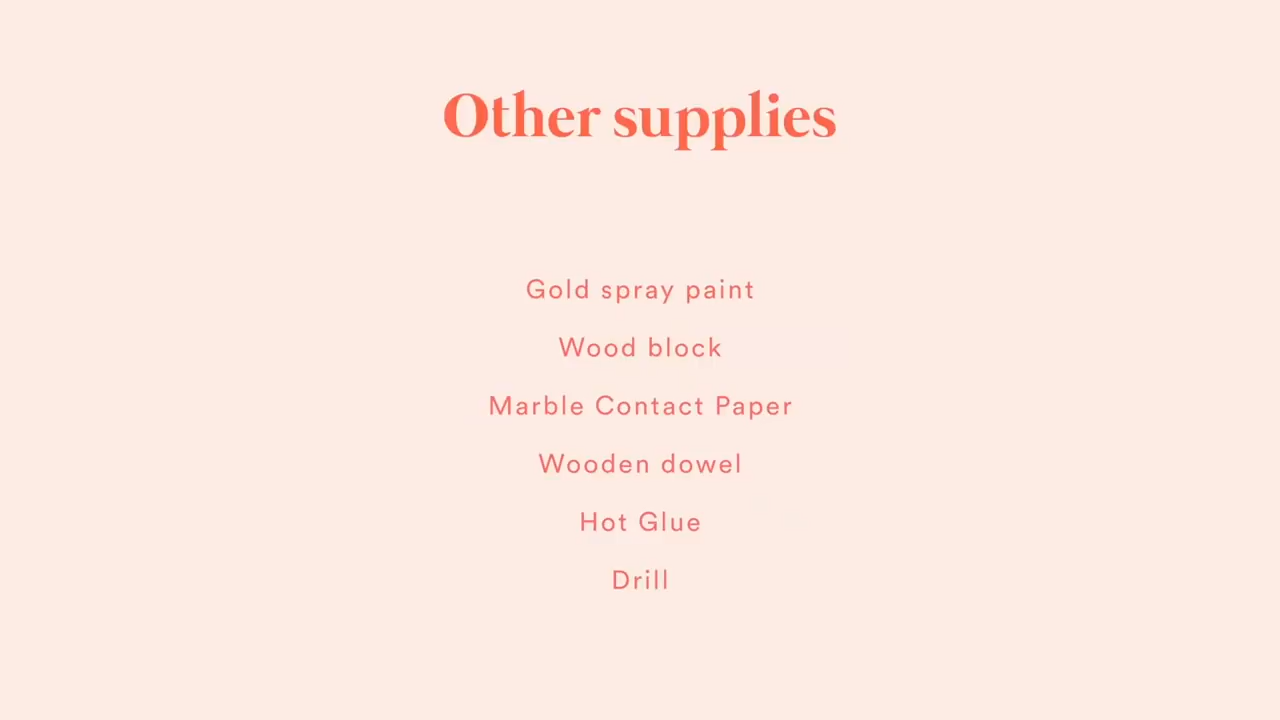 Other supplies
Gold spray paint
Wood block
Marble Contact Paper
Wooden dowel
Hot Glue
Drill